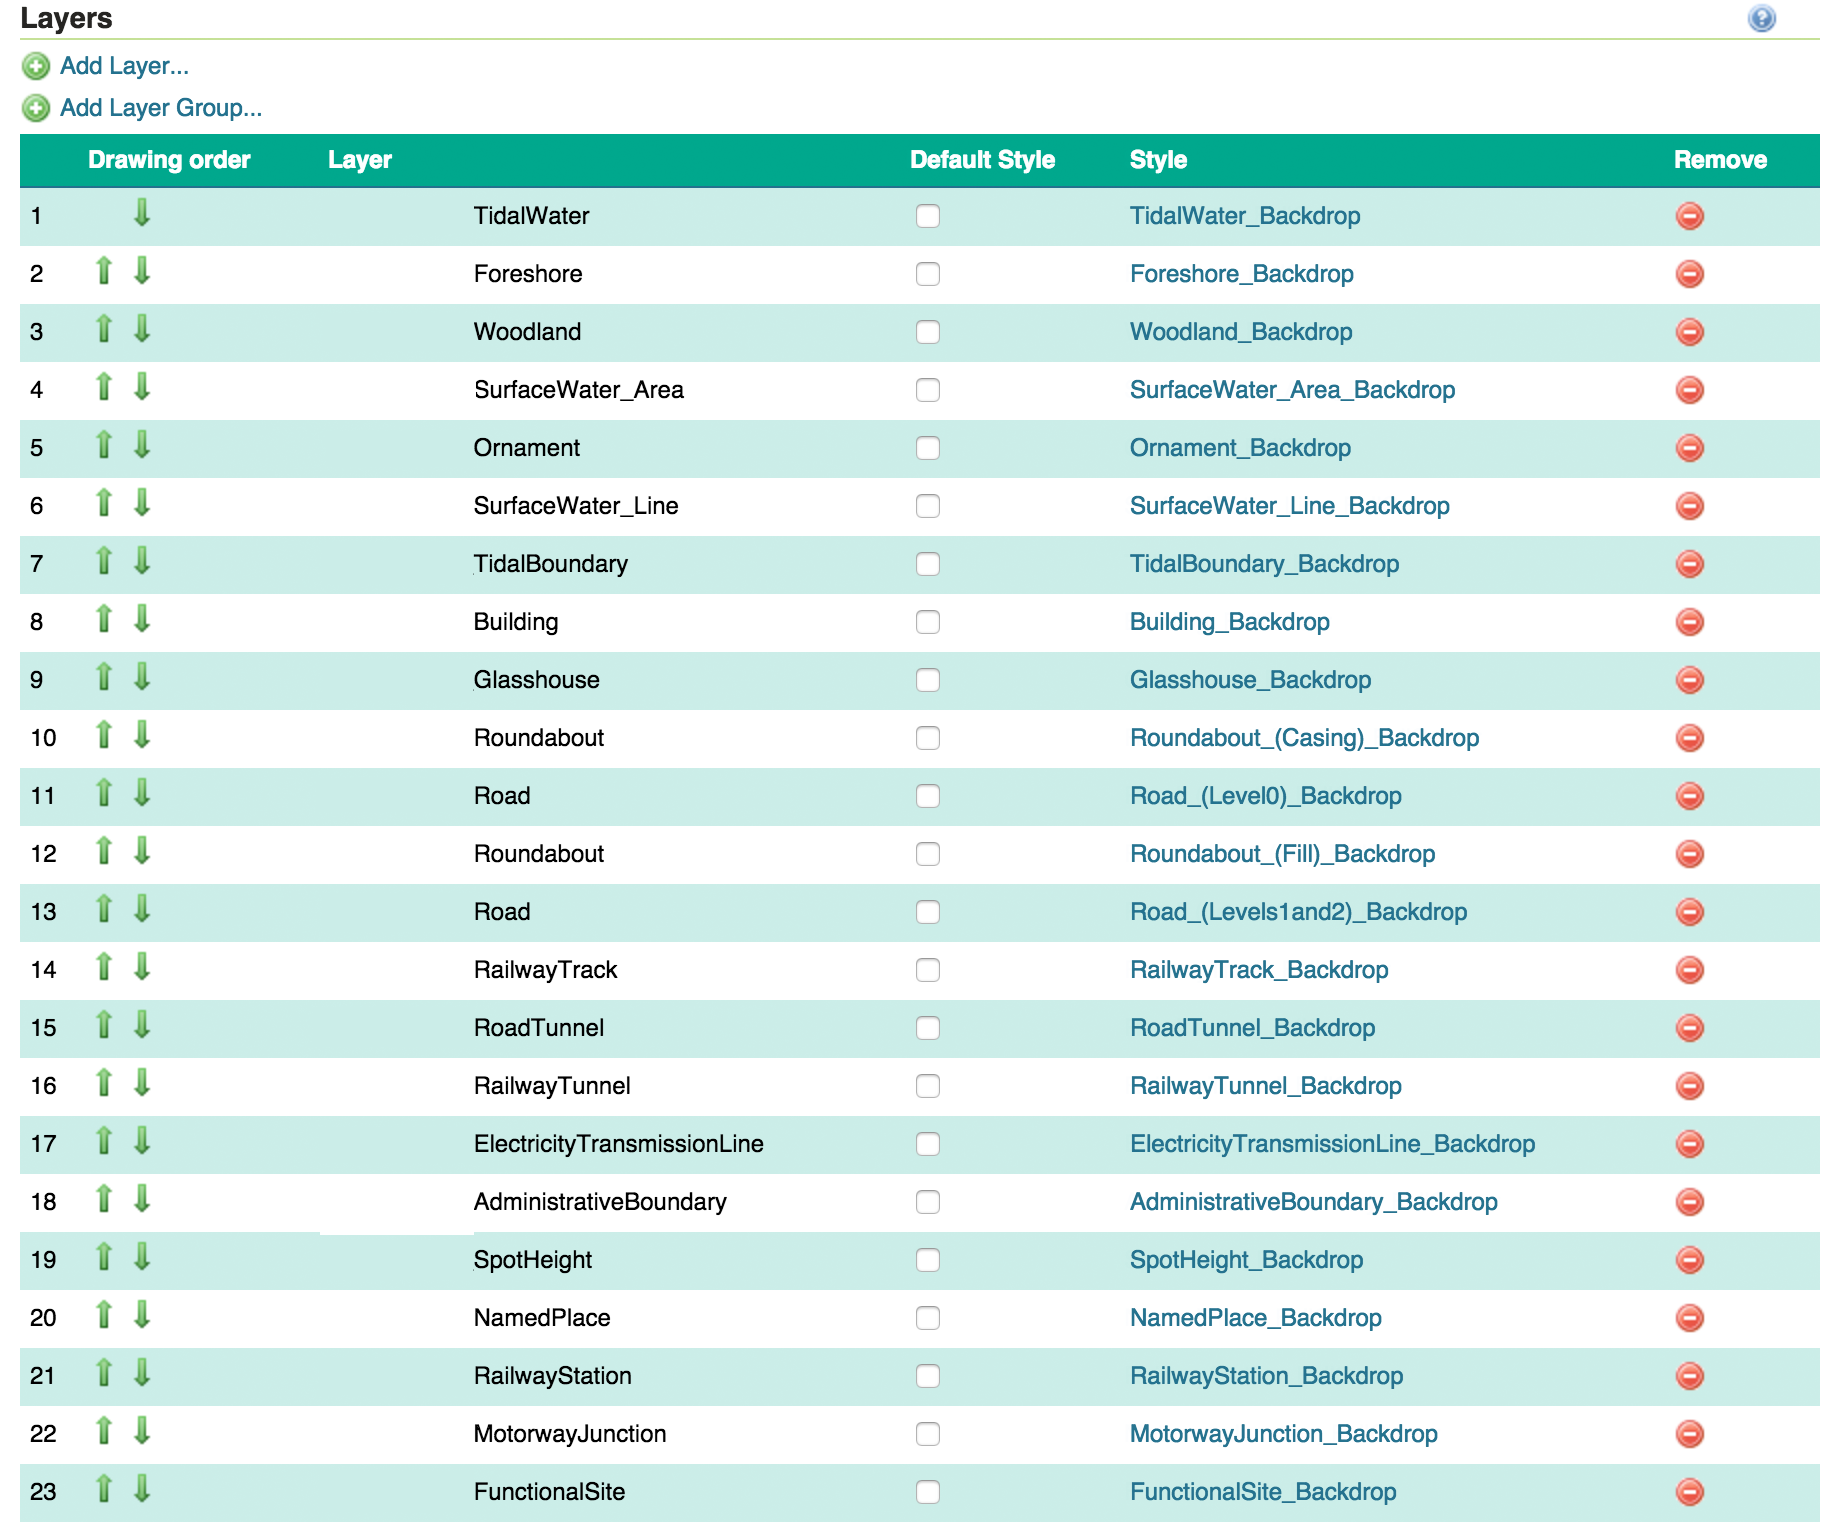 Layers
Add Layer...
Add Layer Group...
Drawing order Layer Default Style Style Remove
1 TidalWater TidalWater_Backdrop
2 Foreshore Foreshore_Backdrop
3 Woodland Woodland_Backdrop
4 SurfaceWater_Area SurfaceWater_Area_Backdrop
5 Ornament Ornament_Backdrop
6 SurfaceWater_Line SurfaceWater_Line_Backdrop
7 TidalBoundary TidalBoundary_Backdrop
8 Building Building_Backdrop
9 Glasshouse Glasshouse_Backdrop
10 Roundabout Roundabout_(Casing)_Backdrop
11 Road Road_(Level0)_Backdrop
12 Roundabout Roundabout_(Fill)_Backdrop
13 Road Road_(Levels1and2)_Backdrop
14 RailwayTrack RailwayTrack_Backdrop
15 RoadTunnel RoadTunnel_Backdrop
16 RailwayTunnel RailwayTunnel_Backdrop
17 ElectricityTransmissionLine ElectricityTransmissionLine_Backdrop
18 AdministrativeBoundary AdministrativeBoundary_Backdrop
19 SpotHeight SpotHeight_Backdrop
20 NamedPlace NamedPlace_Backdrop
21 RailwayStation RailwayStation_Backdrop
22 MotorwayJunction MotorwayJunction_Backdrop
23 FunctionalSite FunctionalSite_Backdrop